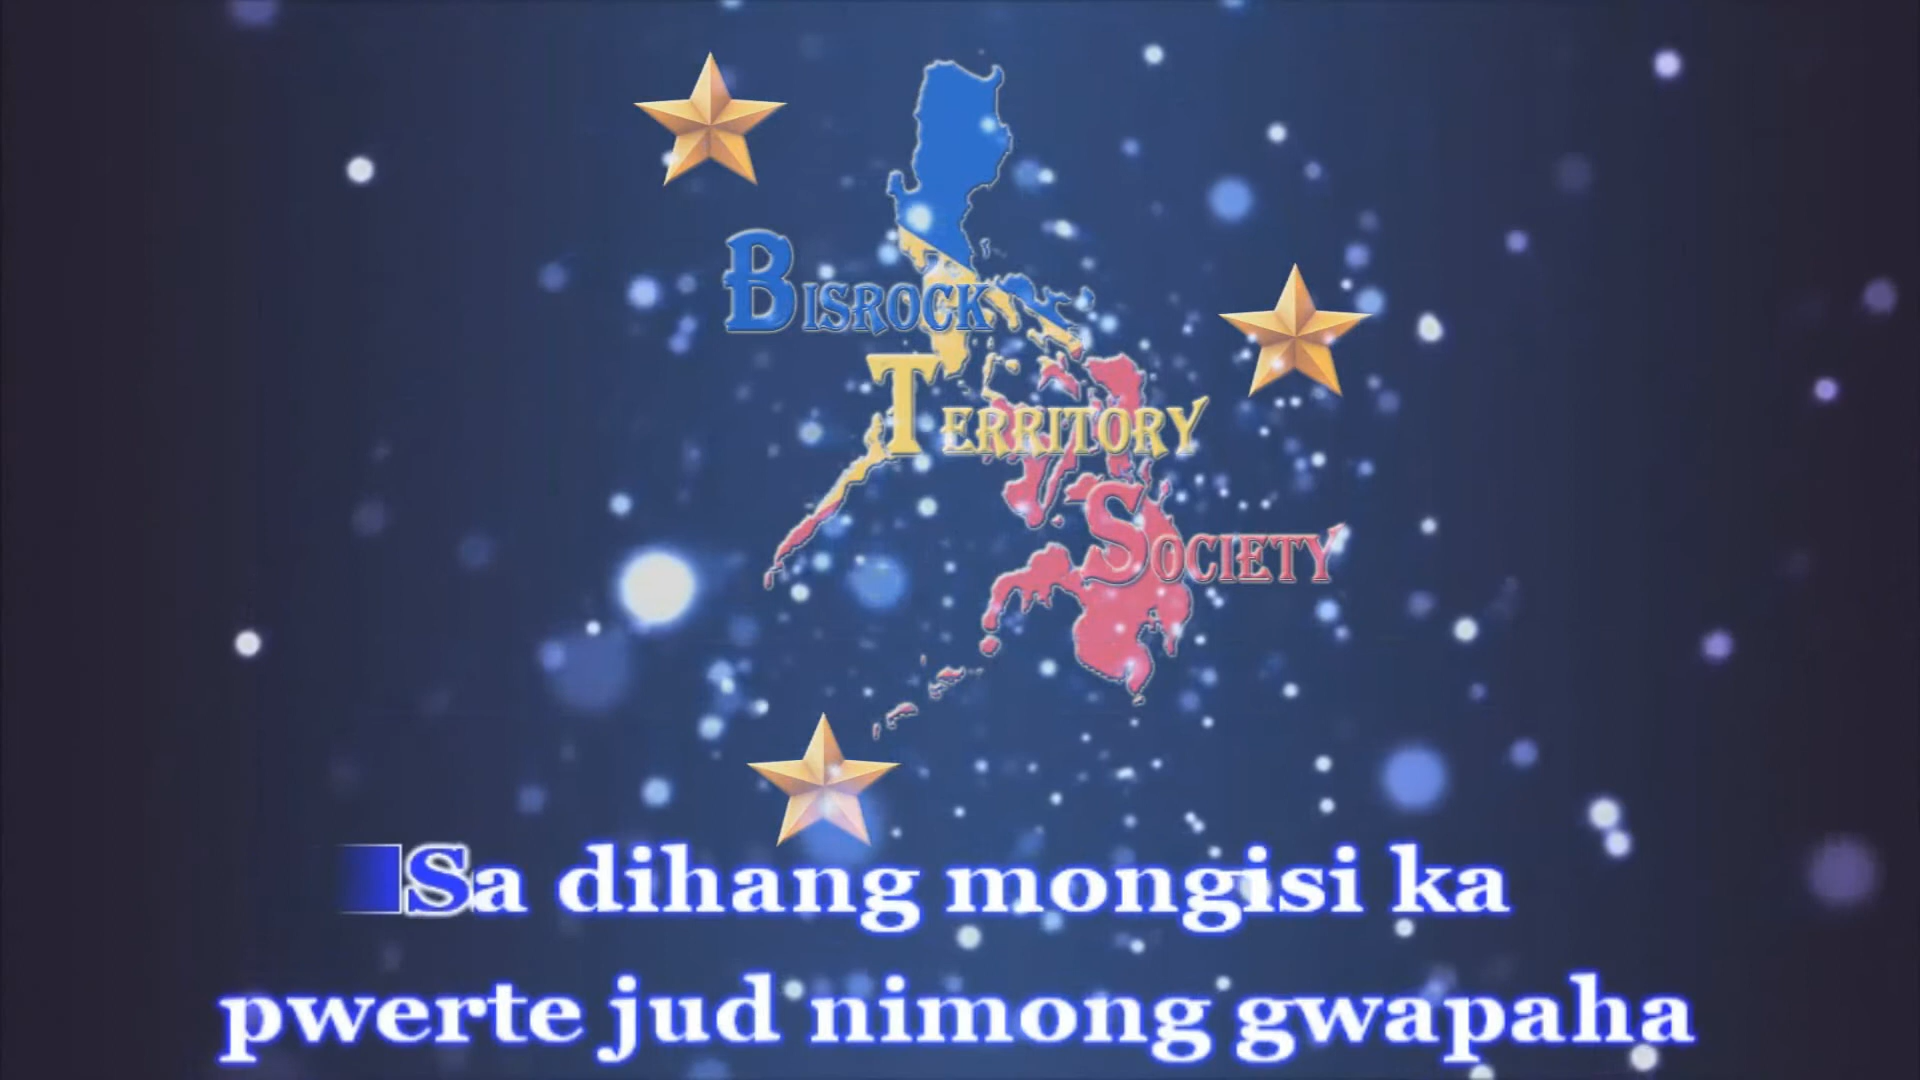 BISROCK
TERRITORY
SOCIETY
Sa dihang mongisi ka
pwerte jud nimong gwapaha